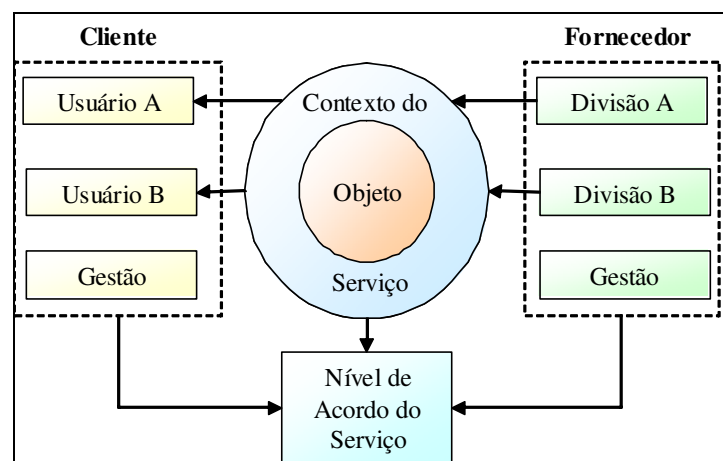 Cliente
Fornecedor
Usuário A
Contexto do
Divisão A
Usuário B
Objeto
Divisão B
Gestão
Serviço
Gestão
Nível de
Acordo do
Serviço